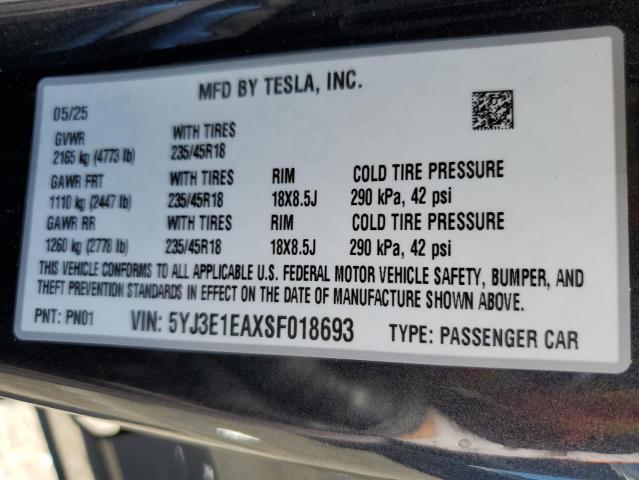 MFD BY TESLA, INC.
05/25
GVWR WITH TIRES
2165 kg (4773 lb) 235/45R18
GAWR FRT WITH TIRES RIM COLD TIRE PRESSURE
1110 kg (2447 lb) 235/45R18 18X8.5J 290 kPa, 42 psi
GAWR RR WITH TIRES RIM COLD TIRE PRESSURE
1260 kg (2778 lb) 235/45R18 18X8.5J 290 kPa, 42 psi
THIS VEHICLE CONFORMS TO ALL APPLICABLE U.S. FEDERAL MOTOR VEHICLE SAFETY, BUMPER, AND
THEFT PREVENTION STANDARDS IN EFFECT ON THE DATE OF MANUFACTURE SHOWN ABOVE.
PNT: PN01 VIN: 5YJ3E1EAXSF018693 TYPE: PASSENGER CAR